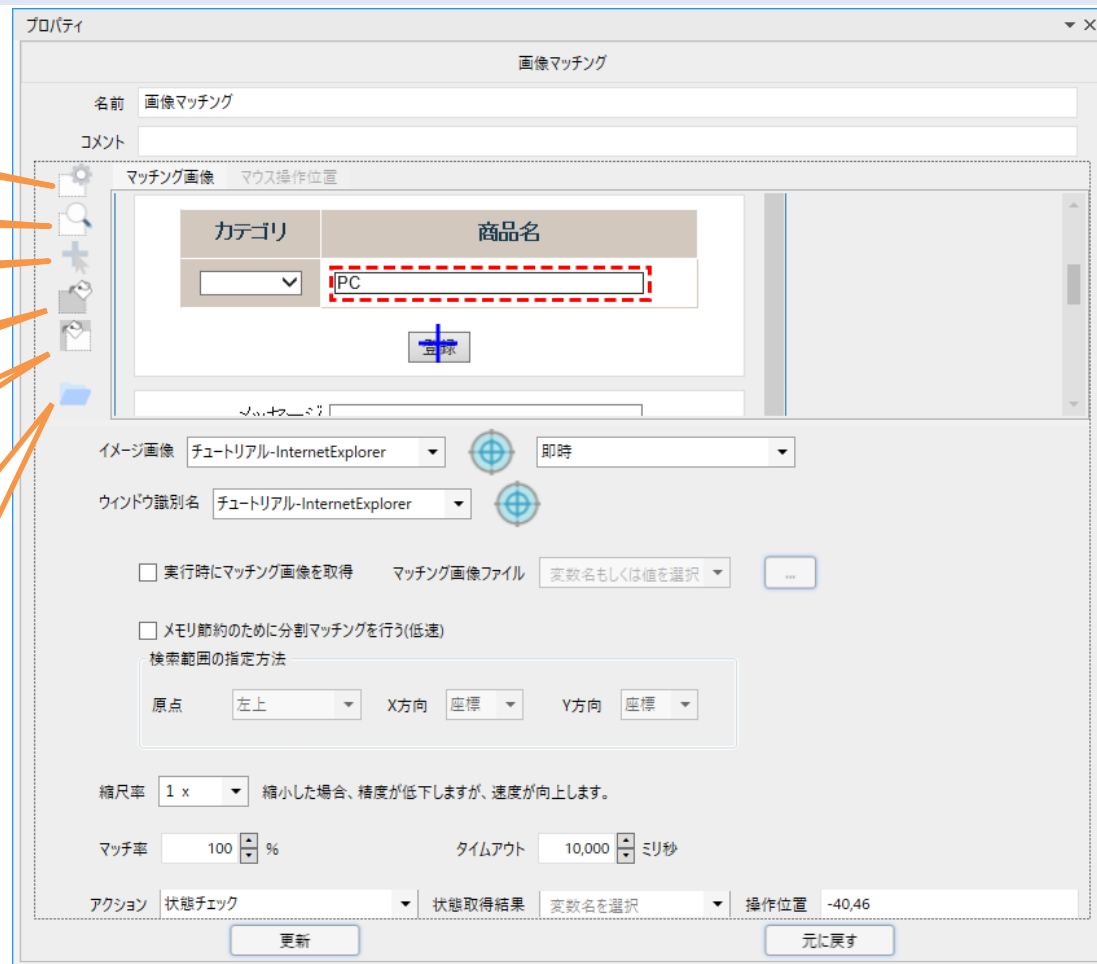 プロパティ
画像マッチング
名前 画像マッチング
コメント
マッチング画像 マウス操作位置
カテゴリ 商品名
PC
登録
メッセージ
イメージ画像 チュートリアル-InternetExplorer 即時
ウィンドウ識別名 チュートリアル-InternetExplorer
実行時にマッチング画像を取得 マッチング画像ファイル 変数名もしくは値を選択 ...
メモリ節約のために分割マッチングを行う(低速)
検索範囲の指定方法
原点 左上 X方向 座標 Y方向 座標
縮尺率 1 x 縮小した場合、精度が低下しますが、速度が向上します。
マッチ率 100 % タイムアウト 10,000 ミリ秒
アクション 状態チェック 状態取得結果 変数名を選択 操作位置 -40,46
更新 元に戻す